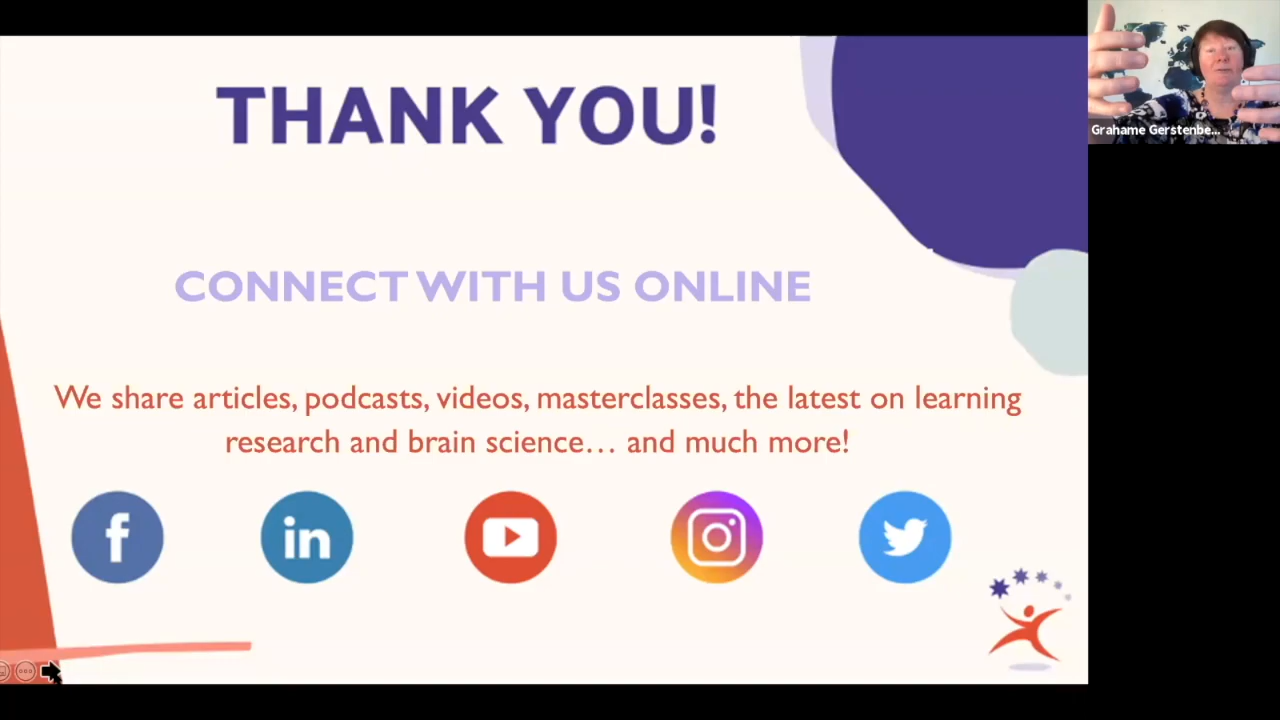 THANK YOU!
Grahame Gerstenbe...
CONNECT WITH US ONLINE
We share articles, podcasts, videos, masterclasses, the latest on learning
research and brain science... and much more!
f
in